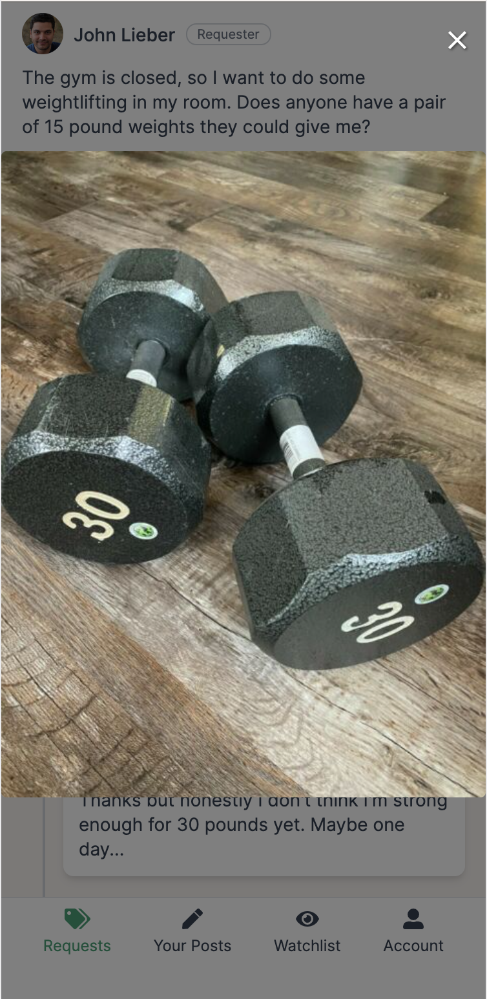 John Lieber
Requester
The gym is closed, so I want to do some
weightlifting in my room. Does anyone have a pair
of 15 pound weights they could give me?
30
30
Thanks but honestly I don't think I'm strong
enough for 30 pounds yet. Maybe one
day...
Requests
Your Posts
Watchlist
Account